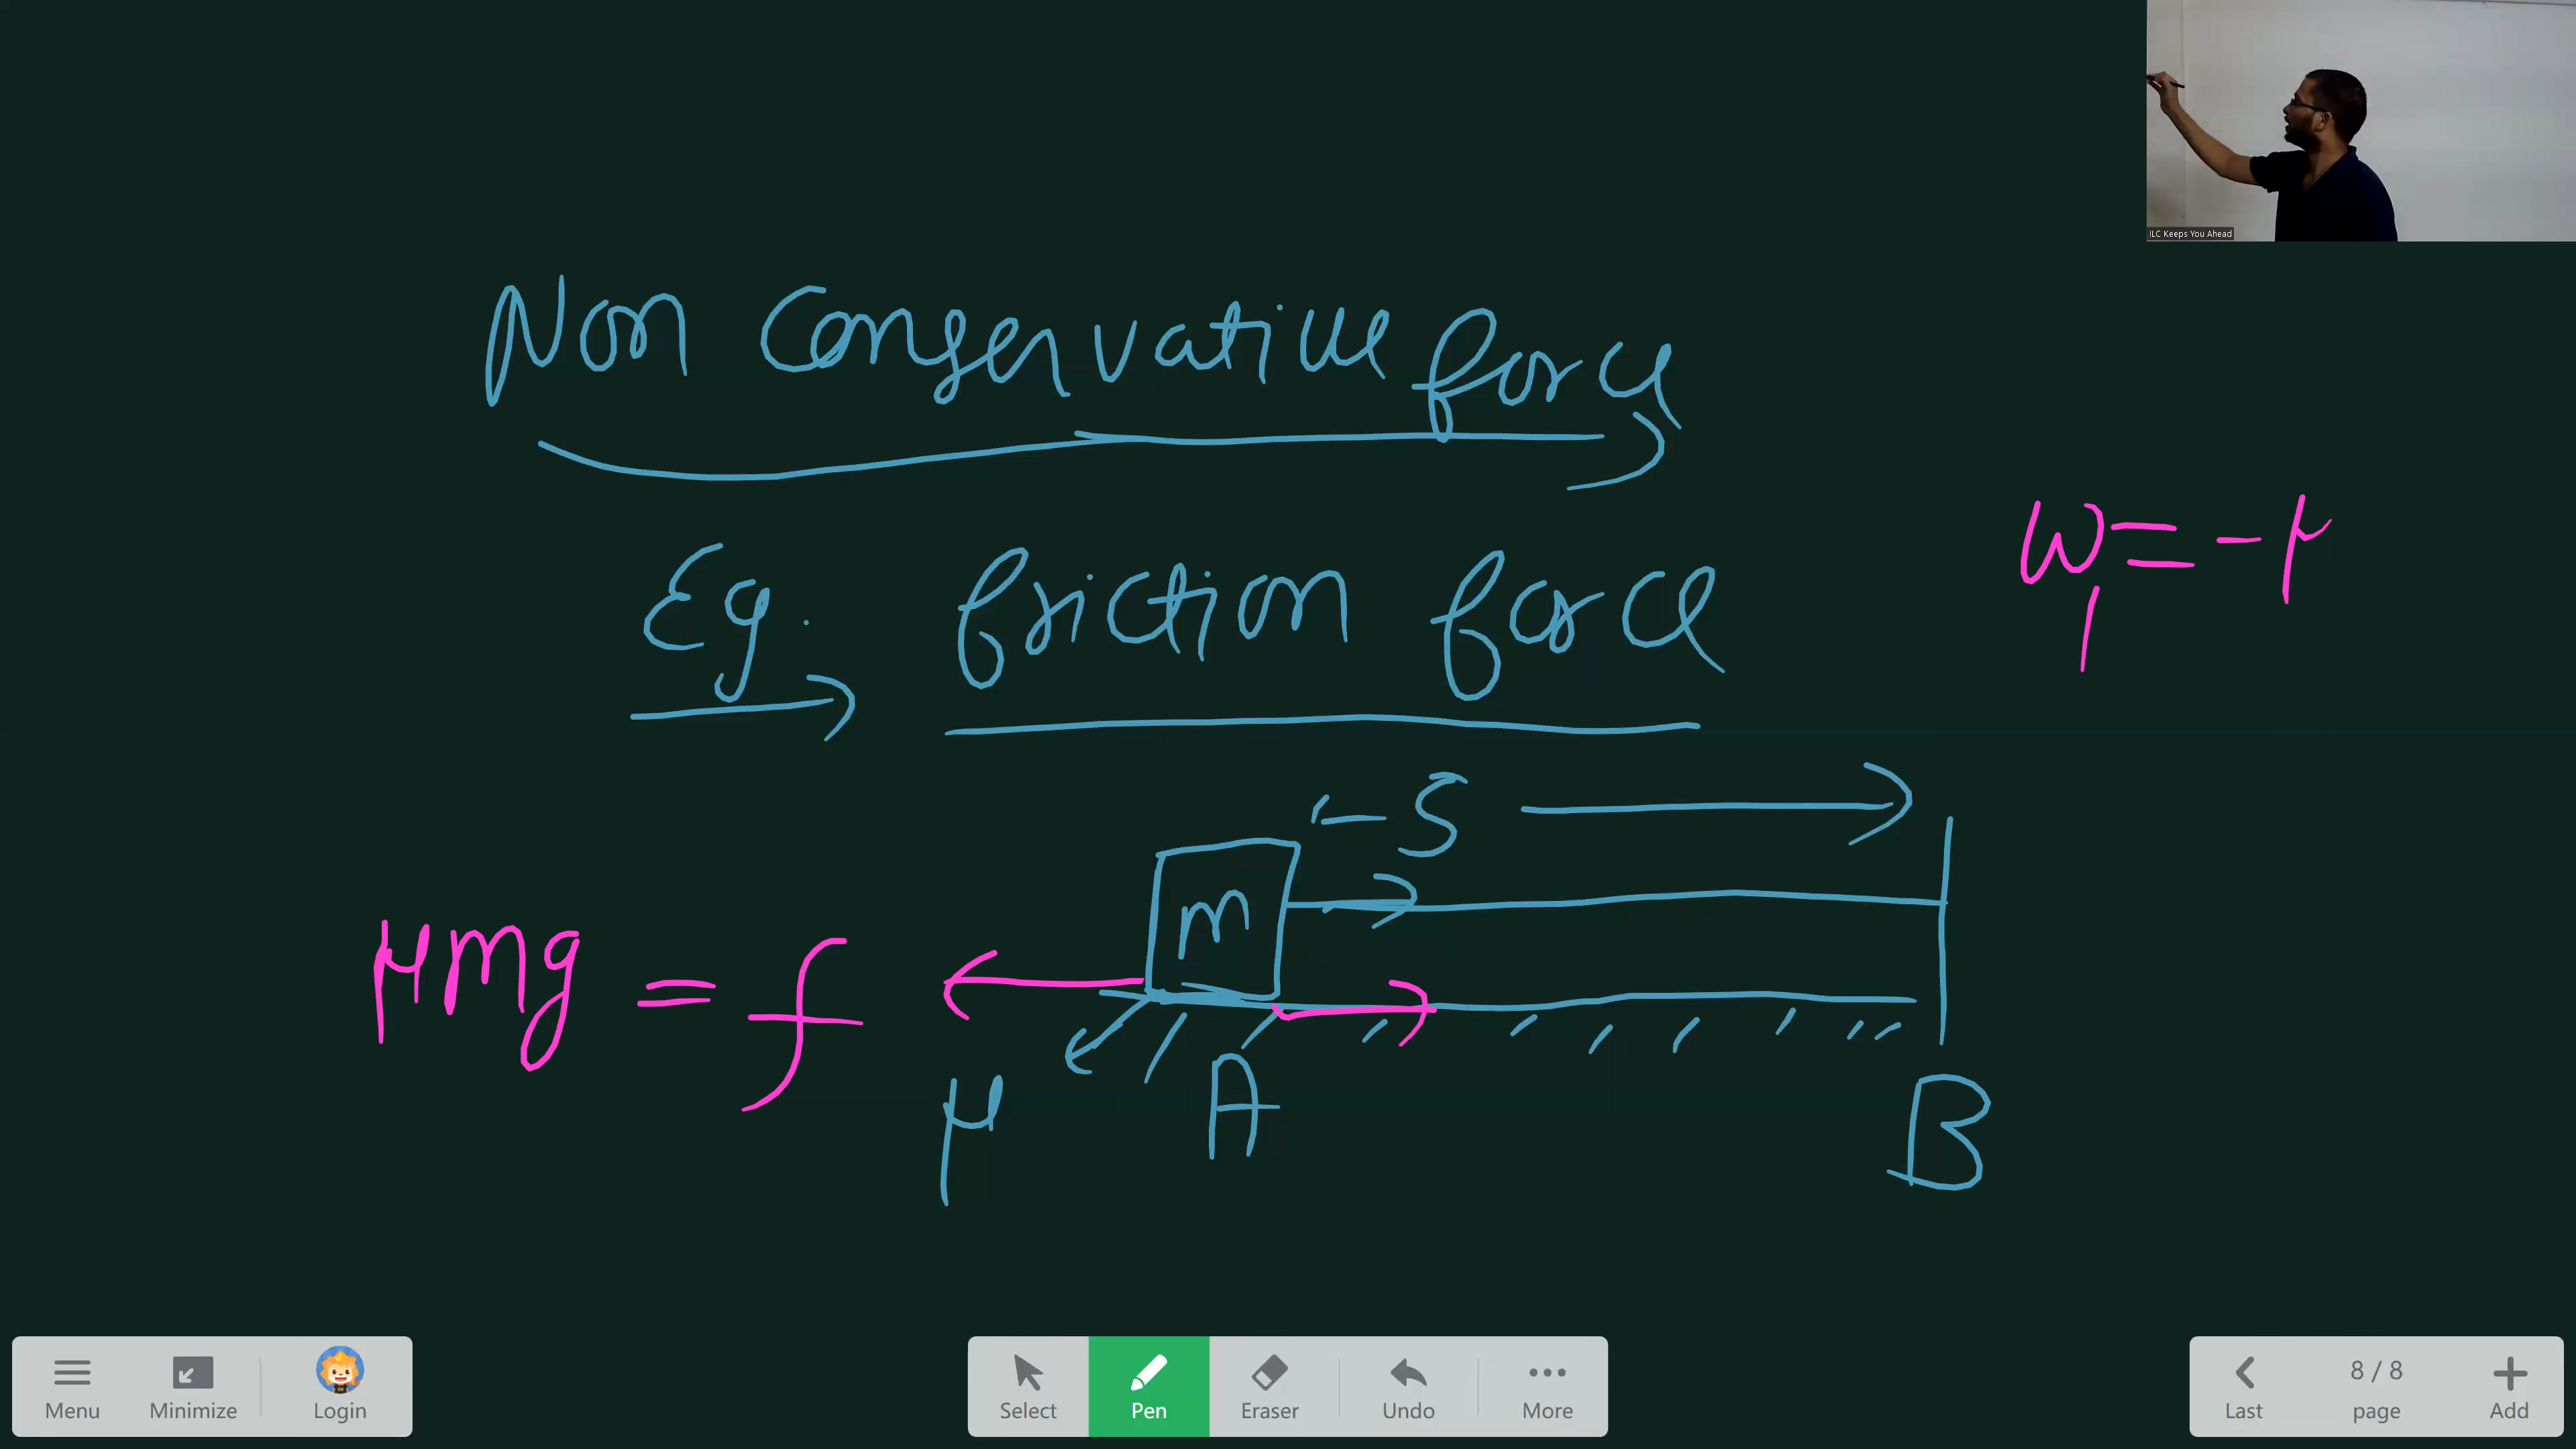 ILC Keeps You Ahead
Non Conservative force
W1 = -μ
Eg. friction force
S
m
μmg = f
μ A B
Menu Minimize Login Select Pen Eraser Undo More Last 8 / 8 page Add